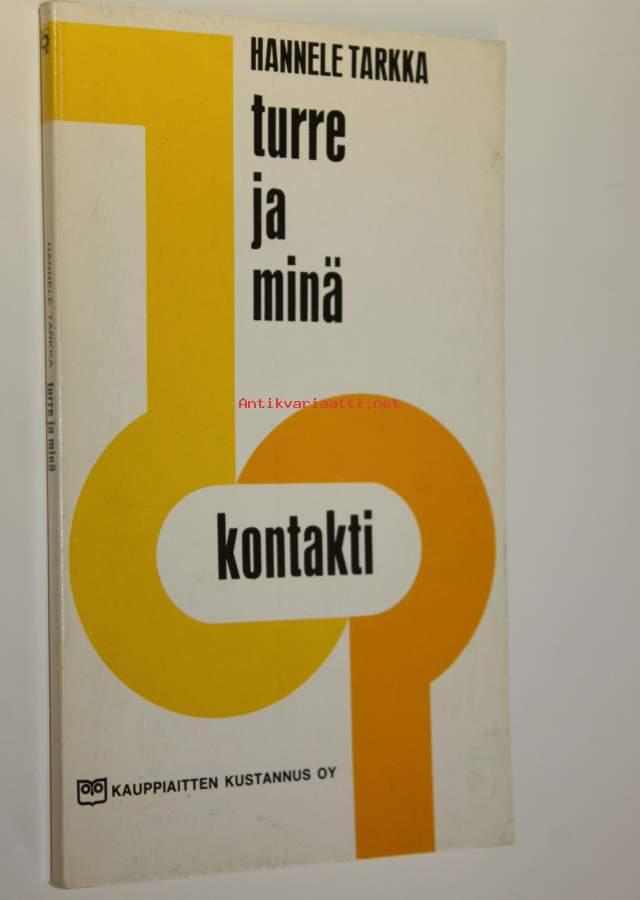 HANNELE TARKKA
turre
ja
minä
Antikvariaatti.net
kontakti
KAUPPIAITTEN KUSTANNUS OY
HANNELE TARKKA turre ja minä